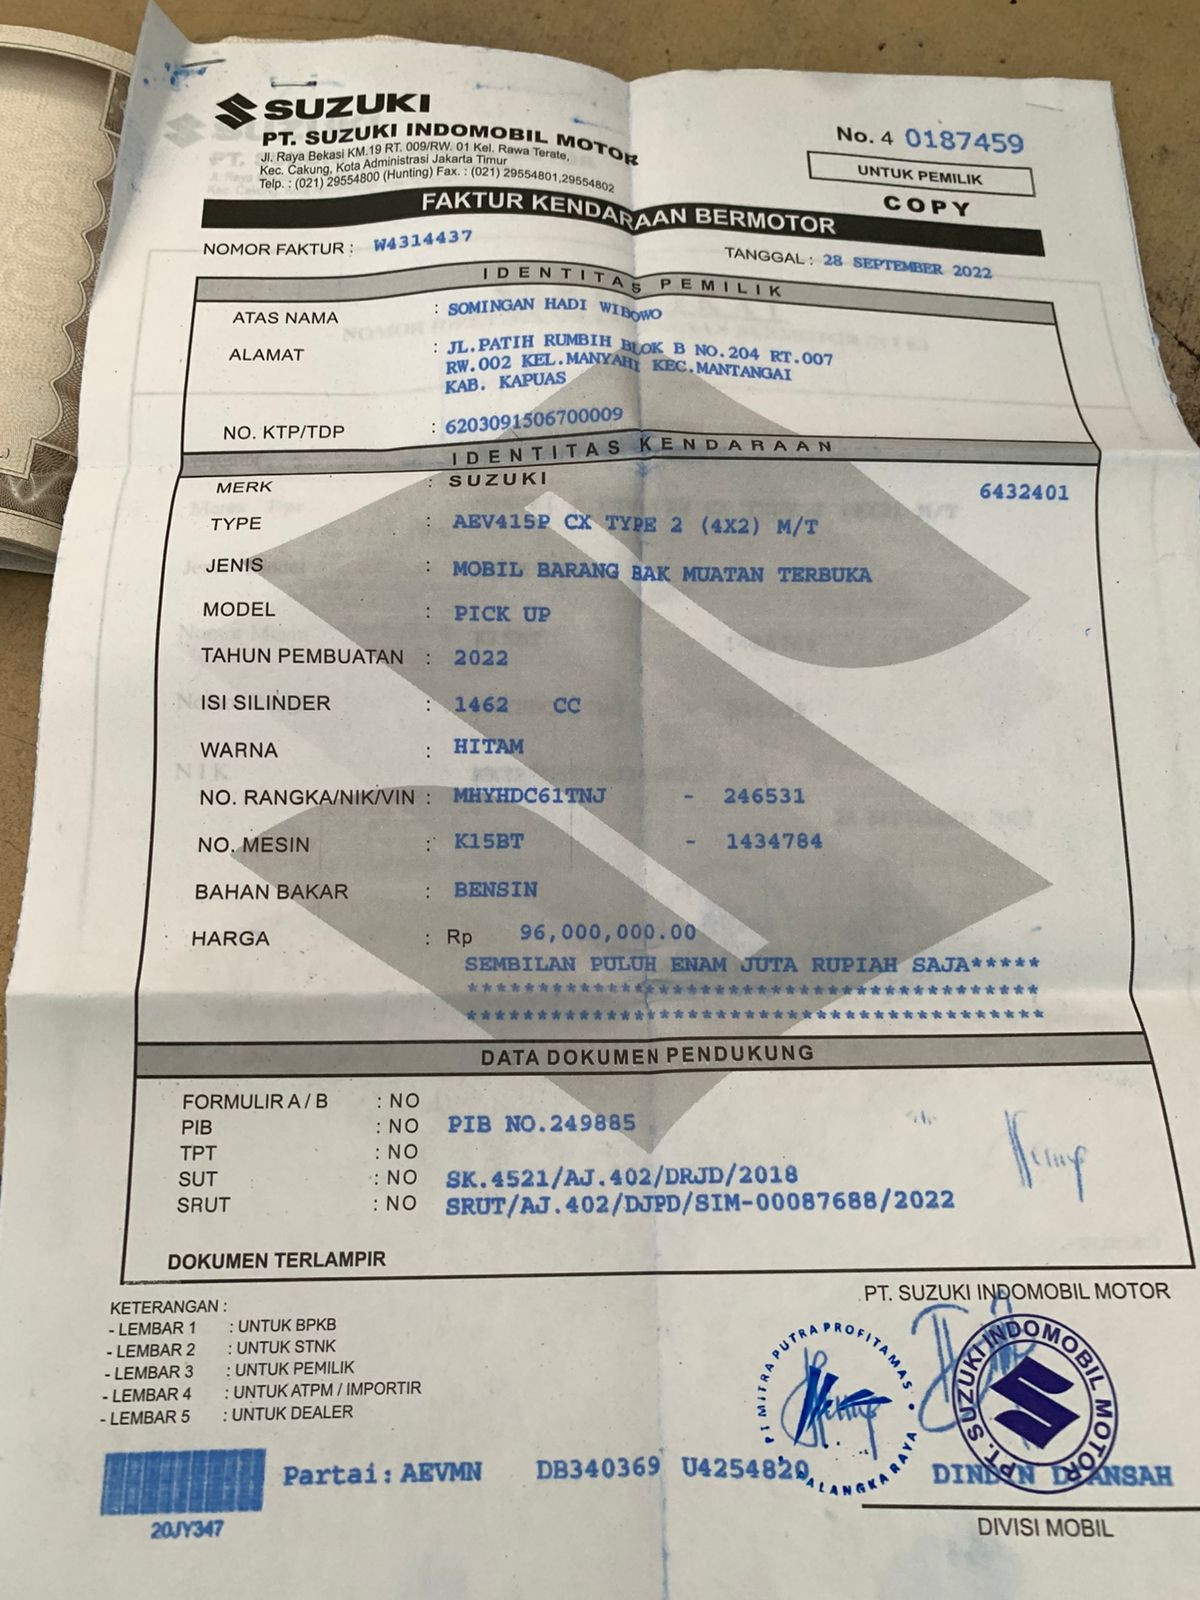 SUZUKI
PT. SUZUKI INDOMOBIL MOTOR
Jl. Raya Bekasi KM.19 RT. 009/RW. 01 Kel. Rawa Terate,
Kec. Cakung, Kota Administrasi Jakarta Timur
Telp. : (021) 29554800 (Hunting) Fax. : (021) 29554801,29554802
No. 4 0187459
UNTUK PEMILIK
COPY
FAKTUR KENDARAAN BERMOTOR
NOMOR FAKTUR : W4314437
TANGGAL : 28 SEPTEMBER 2022
IDENTITAS PEMILIK
ATAS NAMA : SOMINGAN HADI WIBOWO
ALAMAT : JL.PATIH RUMBIH BLOK B NO.204 RT.007
RW.002 KEL.MANYAHI KEC.MANTANGAI
KAB. KAPUAS
NO. KTP/TDP : 6203091506700009
IDENTITAS KENDARAAN
MERK : SUZUKI 6432401
TYPE : AEV415P CX TYPE 2 (4X2) M/T
JENIS : MOBIL BARANG BAK MUATAN TERBUKA
MODEL : PICK UP
TAHUN PEMBUATAN : 2022
ISI SILINDER : 1462 CC
WARNA : HITAM
NO. RANGKA/NIK/VIN : MHYHDC61TNJ - 246531
NO. MESIN : K15BT - 1434784
BAHAN BAKAR : BENSIN
HARGA : Rp 96,000,000.00
SEMBILAN PULUH ENAM JUTA RUPIAH SAJA*****
******************************************
******************************************
DATA DOKUMEN PENDUKUNG
FORMULIR A / B : NO
PIB : NO PIB NO.249885
TPT : NO
SUT : NO SK.4521/AJ.402/DRJD/2018
SRUT : NO SRUT/AJ.402/DJPD/SIM-00087688/2022
DOKUMEN TERLAMPIR
PT. SUZUKI INDOMOBIL MOTOR
KETERANGAN :
- LEMBAR 1 : UNTUK BPKB
- LEMBAR 2 : UNTUK STNK
- LEMBAR 3 : UNTUK PEMILIK
- LEMBAR 4 : UNTUK ATPM / IMPORTIR
- LEMBAR 5 : UNTUK DEALER
PT MITRA PUTRA PROFITAMAS
PALANGKARAYA
PT. SUZUKI INDOMOBIL MOTOR
Partai: AEVMN DB340369 U4254820
20JY347
DIVISI MOBIL